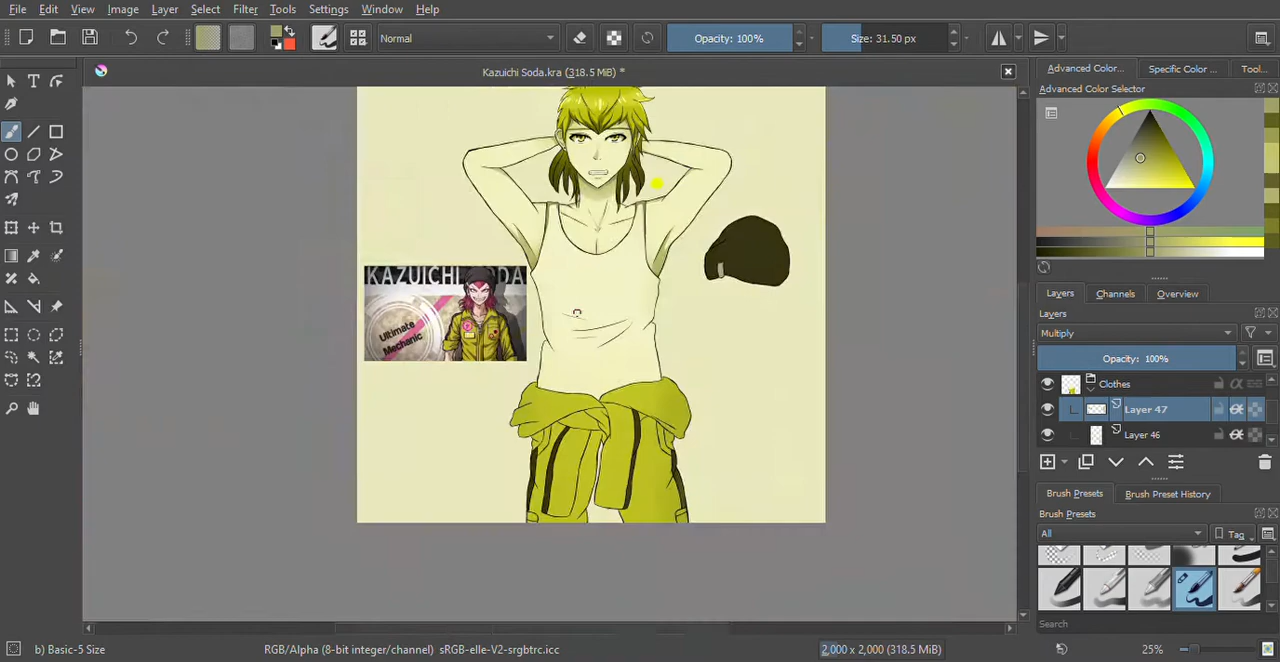 File Edit View Image Layer Select Filter Tools Settings Window Help
Normal Opacity: 100% Size: 31.50 px
Kazuichi Soda.kra (318.5 MiB) *
Advanced Color... Specific Color ... Tool...
Advanced Color Selector
KAZUICHI SODA
Ultimate
Mechanic
Layers Channels Overview
Layers
Multiply
Opacity: 100%
Clothes
Layer 47
Layer 46
Brush Presets Brush Preset History
Brush Presets
All Tag
Search
b) Basic-5 Size RGB/Alpha (8-bit integer/channel) sRGB-elle-V2-srgbtrc.icc 2,000 x 2,000 (318.5 MiB) 25%